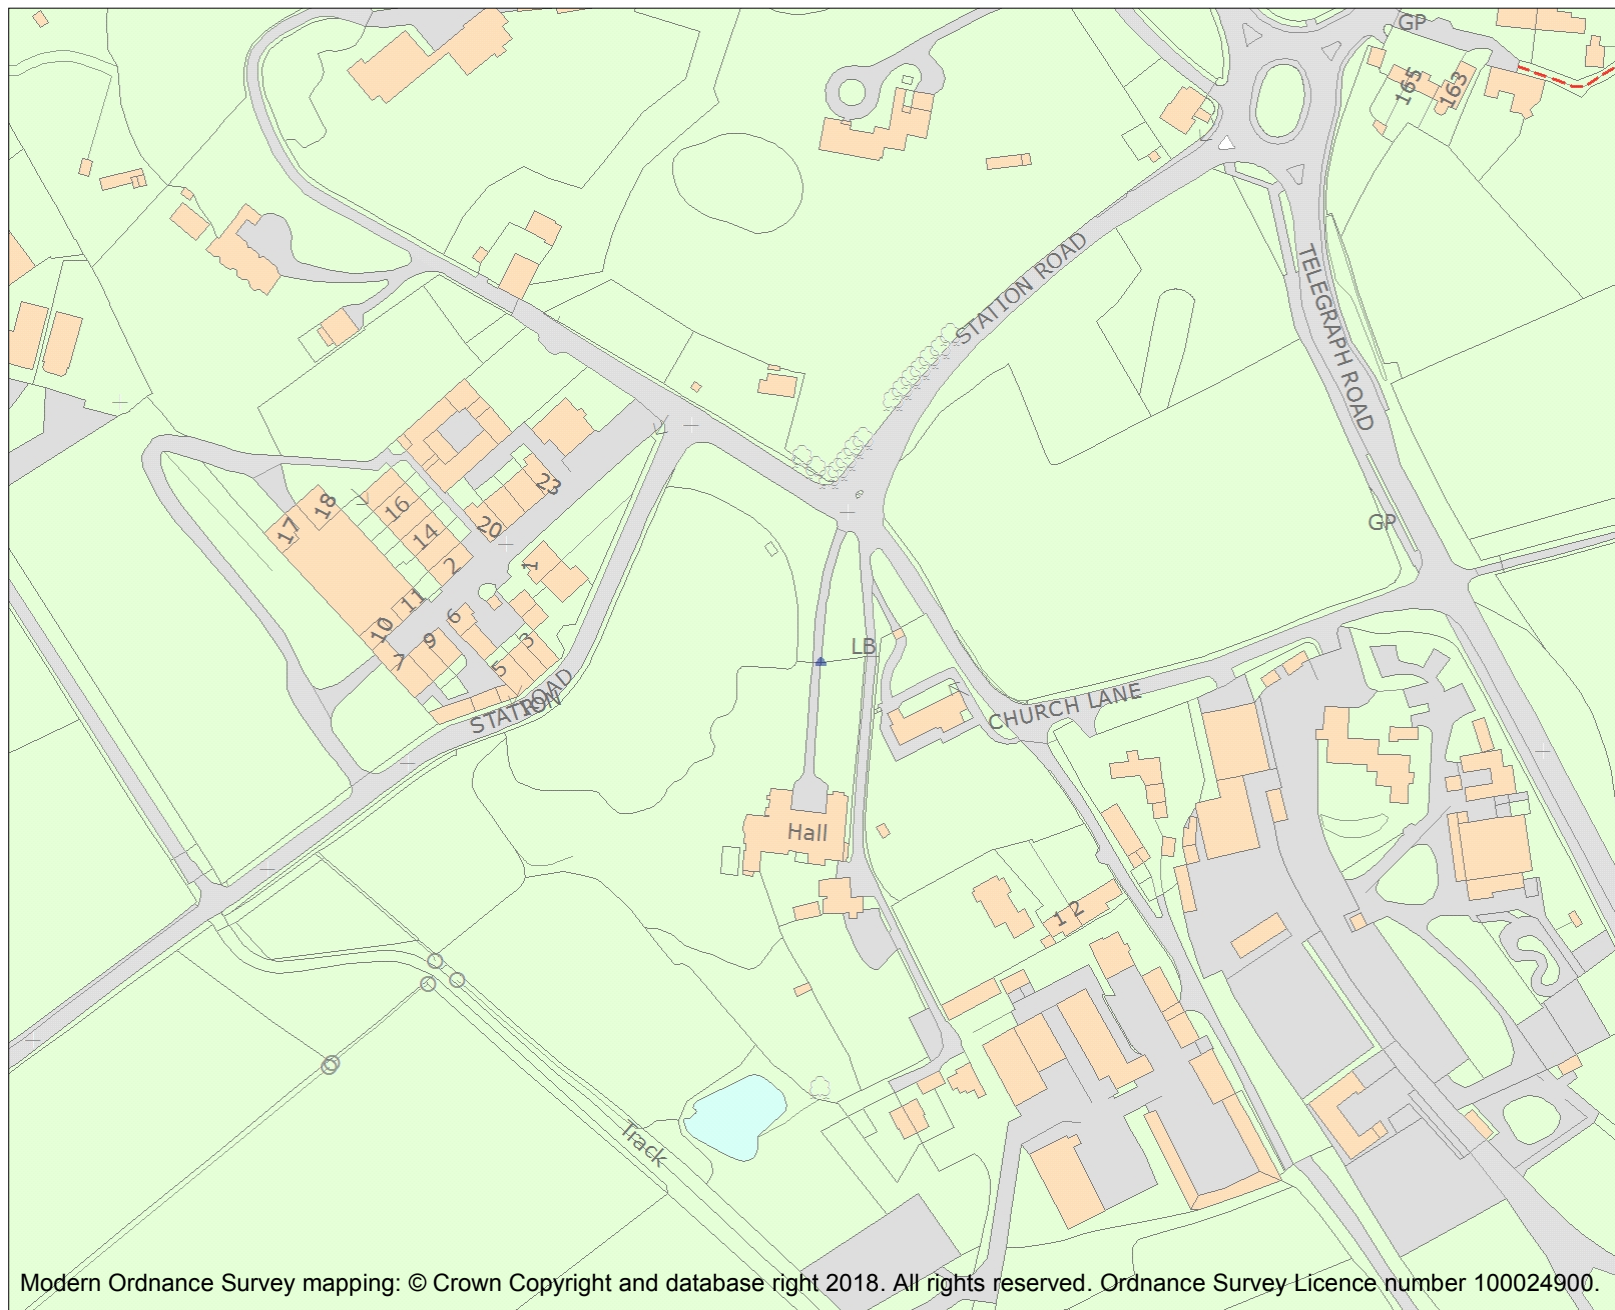 GP
165
163
STATION ROAD
TELEGRAPH ROAD
GP
23
20
18
17
16
14
2
1
11
10
9
6
7
5
3
STATION ROAD
LB
CHURCH LANE
Hall
1 2
Track
Modern Ordnance Survey mapping: © Crown Copyright and database right 2018. All rights reserved. Ordnance Survey Licence number 100024900.